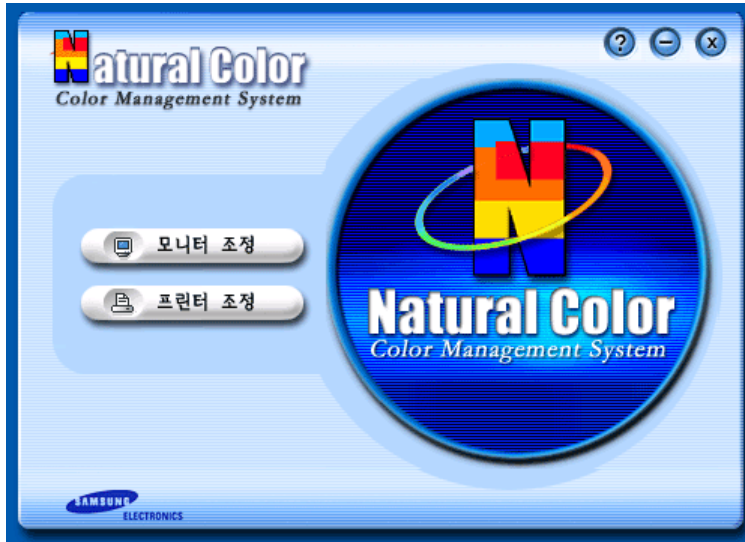 Natural Color
Color Management System
?
x
모니터 조정
프린터 조정
N
Natural Color
Color Management System
SAMSUNG
ELECTRONICS